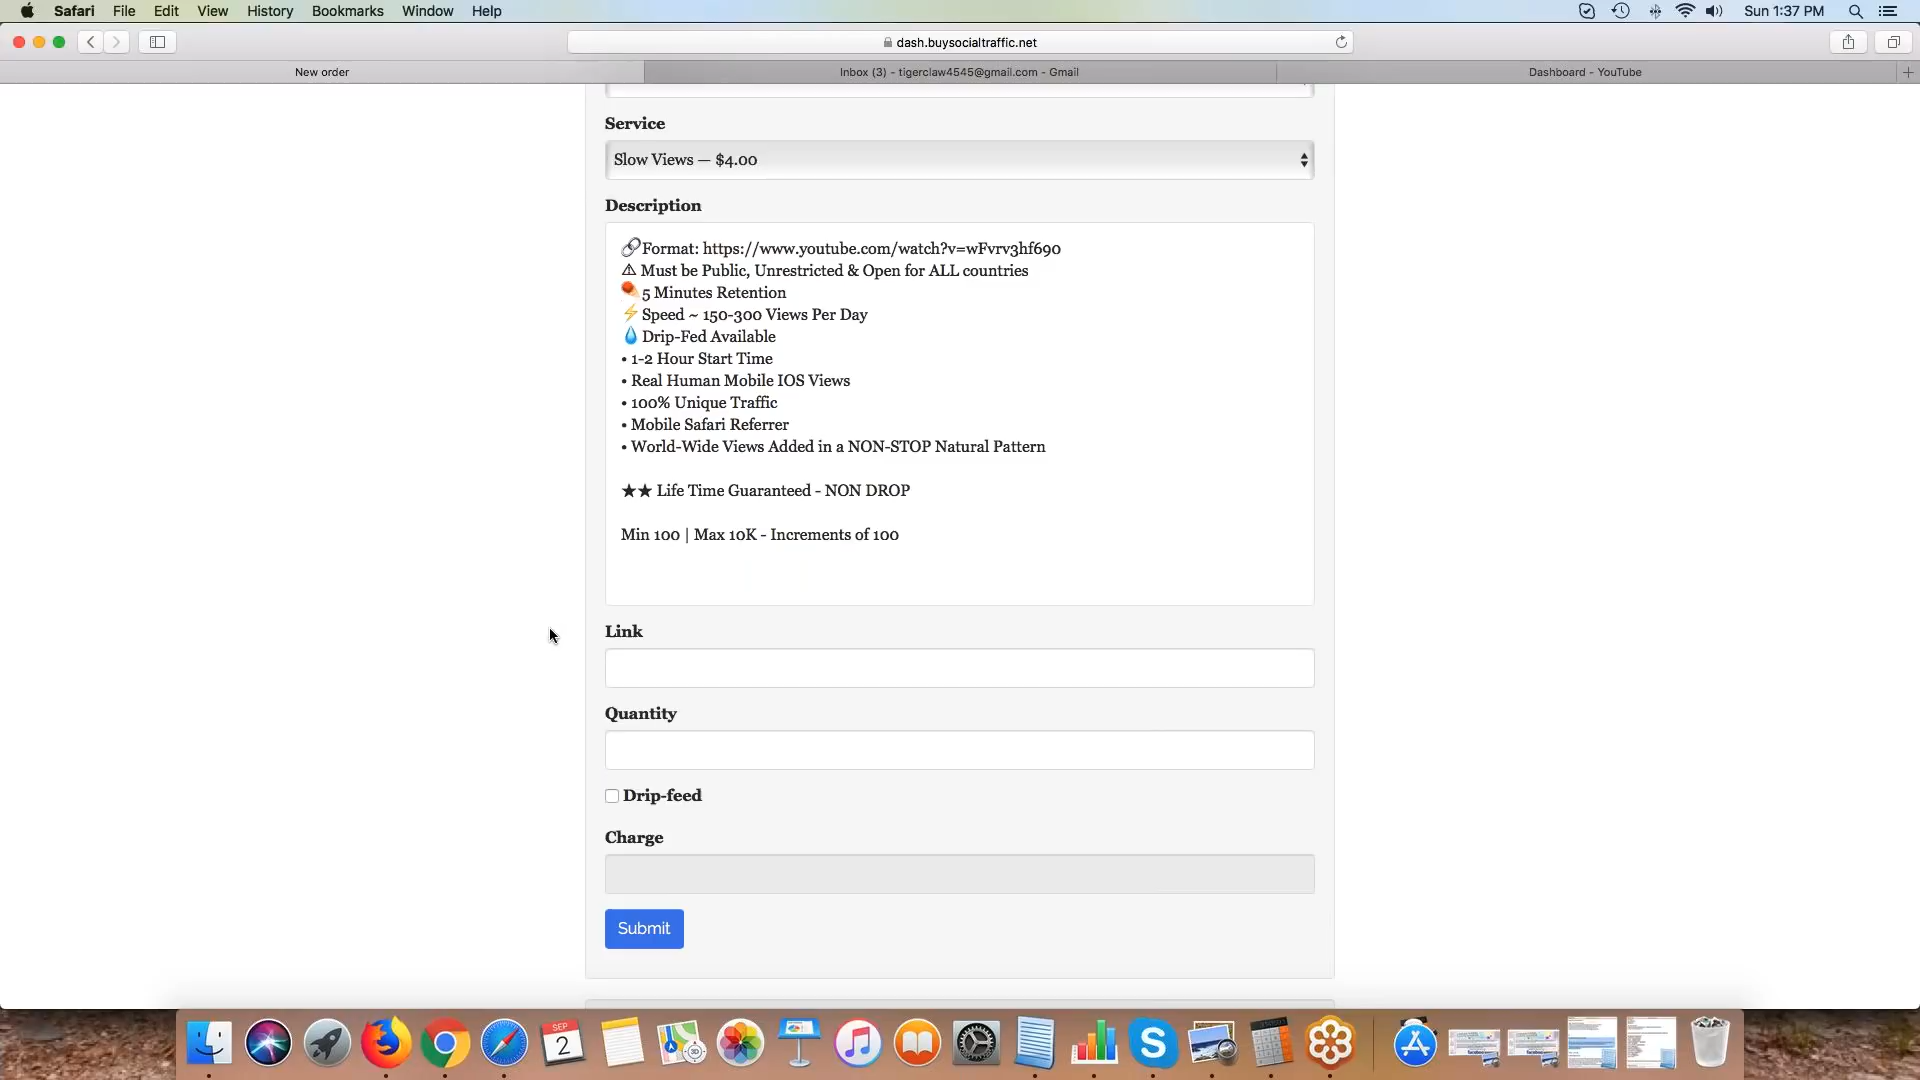 Safari File Edit View History Bookmarks Window Help Sun 1:37 PM
dash.buysocialtraffic.net
New order Inbox (3) - tigerclaw4545@gmail.com - Gmail Dashboard - YouTube
Service
Slow Views — $4.00
Description
🔗Format: https://www.youtube.com/watch?v=wFvrv3hf690
⚠ Must be Public, Unrestricted & Open for ALL countries
☄️5 Minutes Retention
⚡Speed ~ 150-300 Views Per Day
💧Drip-Fed Available
• 1-2 Hour Start Time
• Real Human Mobile IOS Views
• 100% Unique Traffic
• Mobile Safari Referrer
• World-Wide Views Added in a NON-STOP Natural Pattern
★★ Life Time Guaranteed - NON DROP
Min 100 | Max 10K - Increments of 100
Link
Quantity
Drip-feed
Charge
Submit
SEP
2